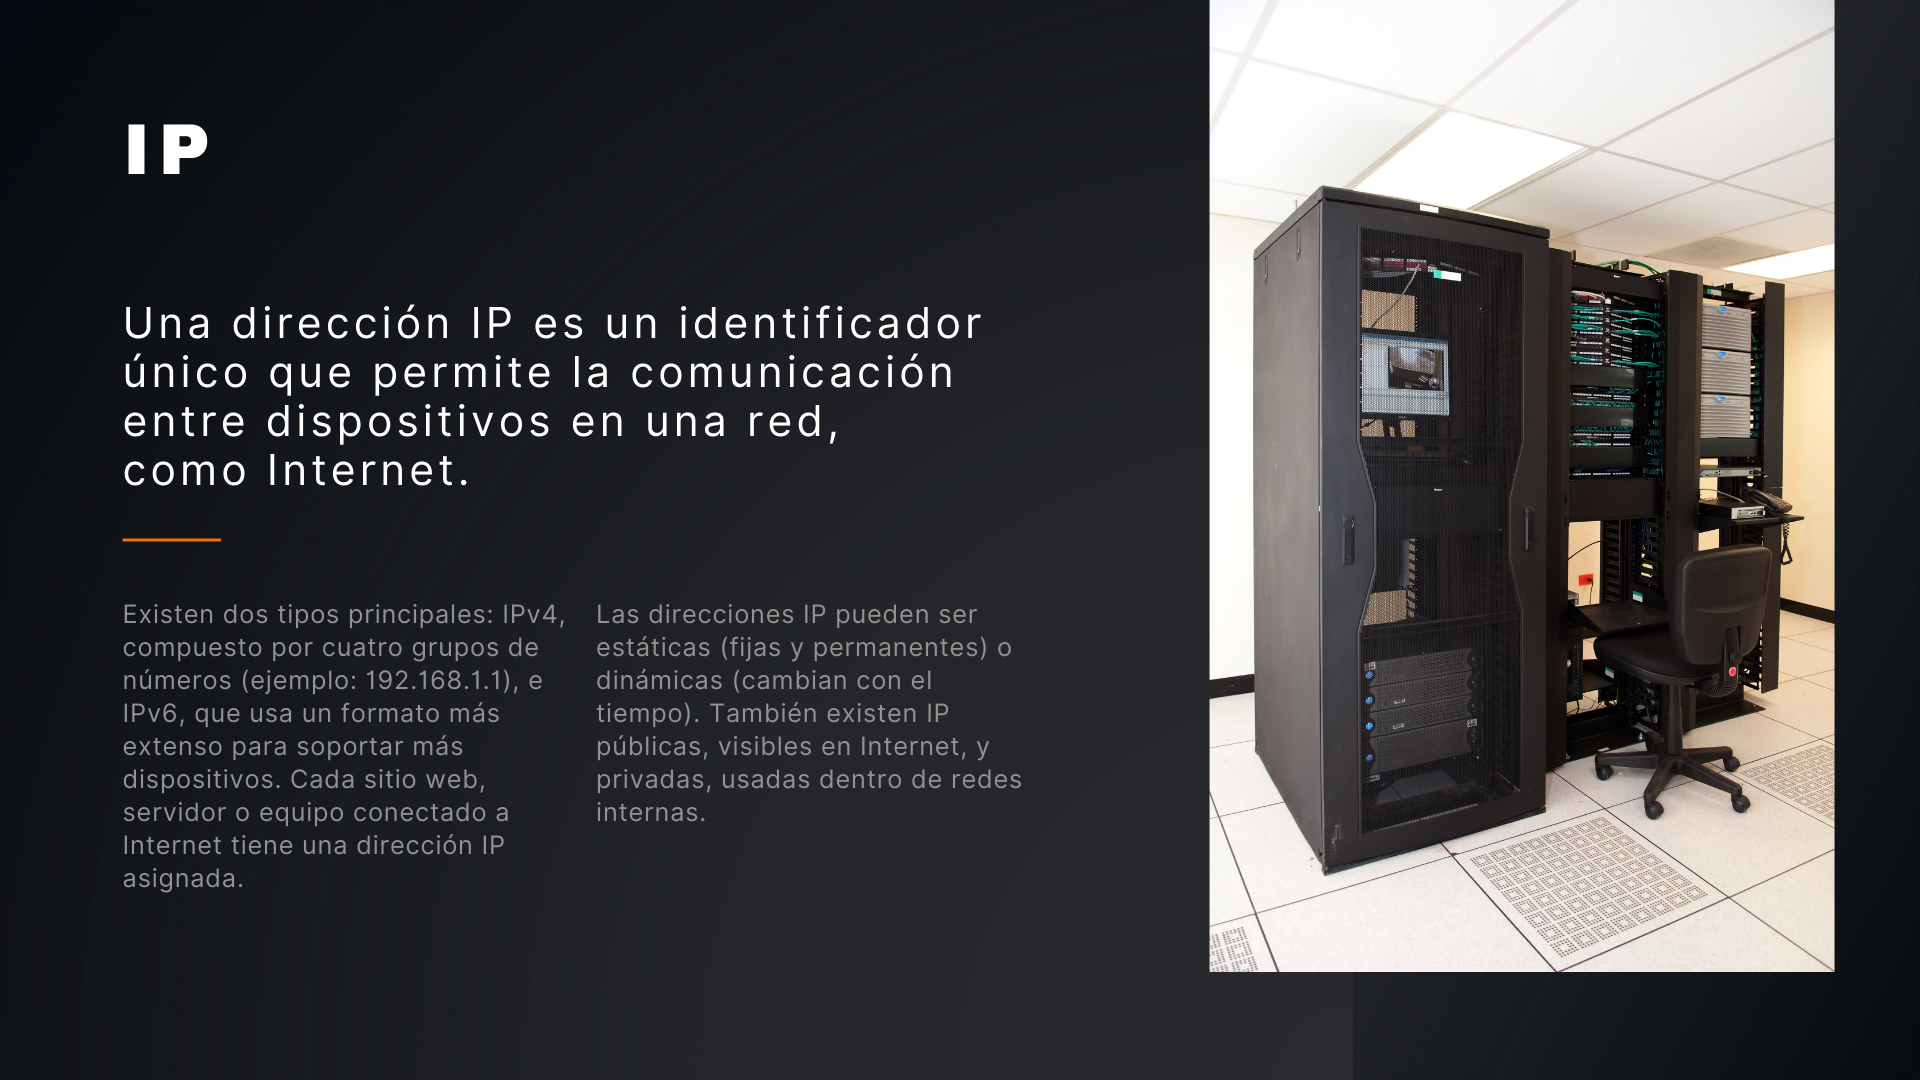 IP
Una dirección IP es un identificador
único que permite la comunicación
entre dispositivos en una red,
como Internet.
Existen dos tipos principales: IPv4,
compuesto por cuatro grupos de
números (ejemplo: 192.168.1.1), e
IPv6, que usa un formato más
extenso para soportar más
dispositivos. Cada sitio web,
servidor o equipo conectado a
Internet tiene una dirección IP
asignada.
Las direcciones IP pueden ser
estáticas (fijas y permanentes) o
dinámicas (cambian con el
tiempo). También existen IP
públicas, visibles en Internet, y
privadas, usadas dentro de redes
internas.